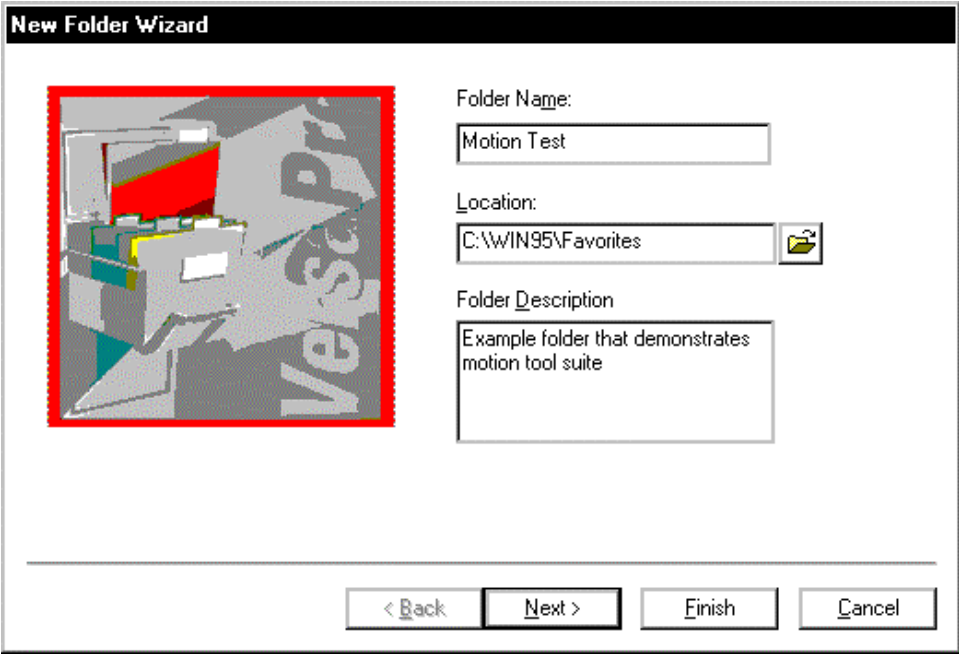 New Folder Wizard
VersaPr
Folder Name:
Motion Test
Location:
C:\WIN95\Favorites
Folder Description
Example folder that demonstrates
motion tool suite
< Back
Next >
Finish
Cancel